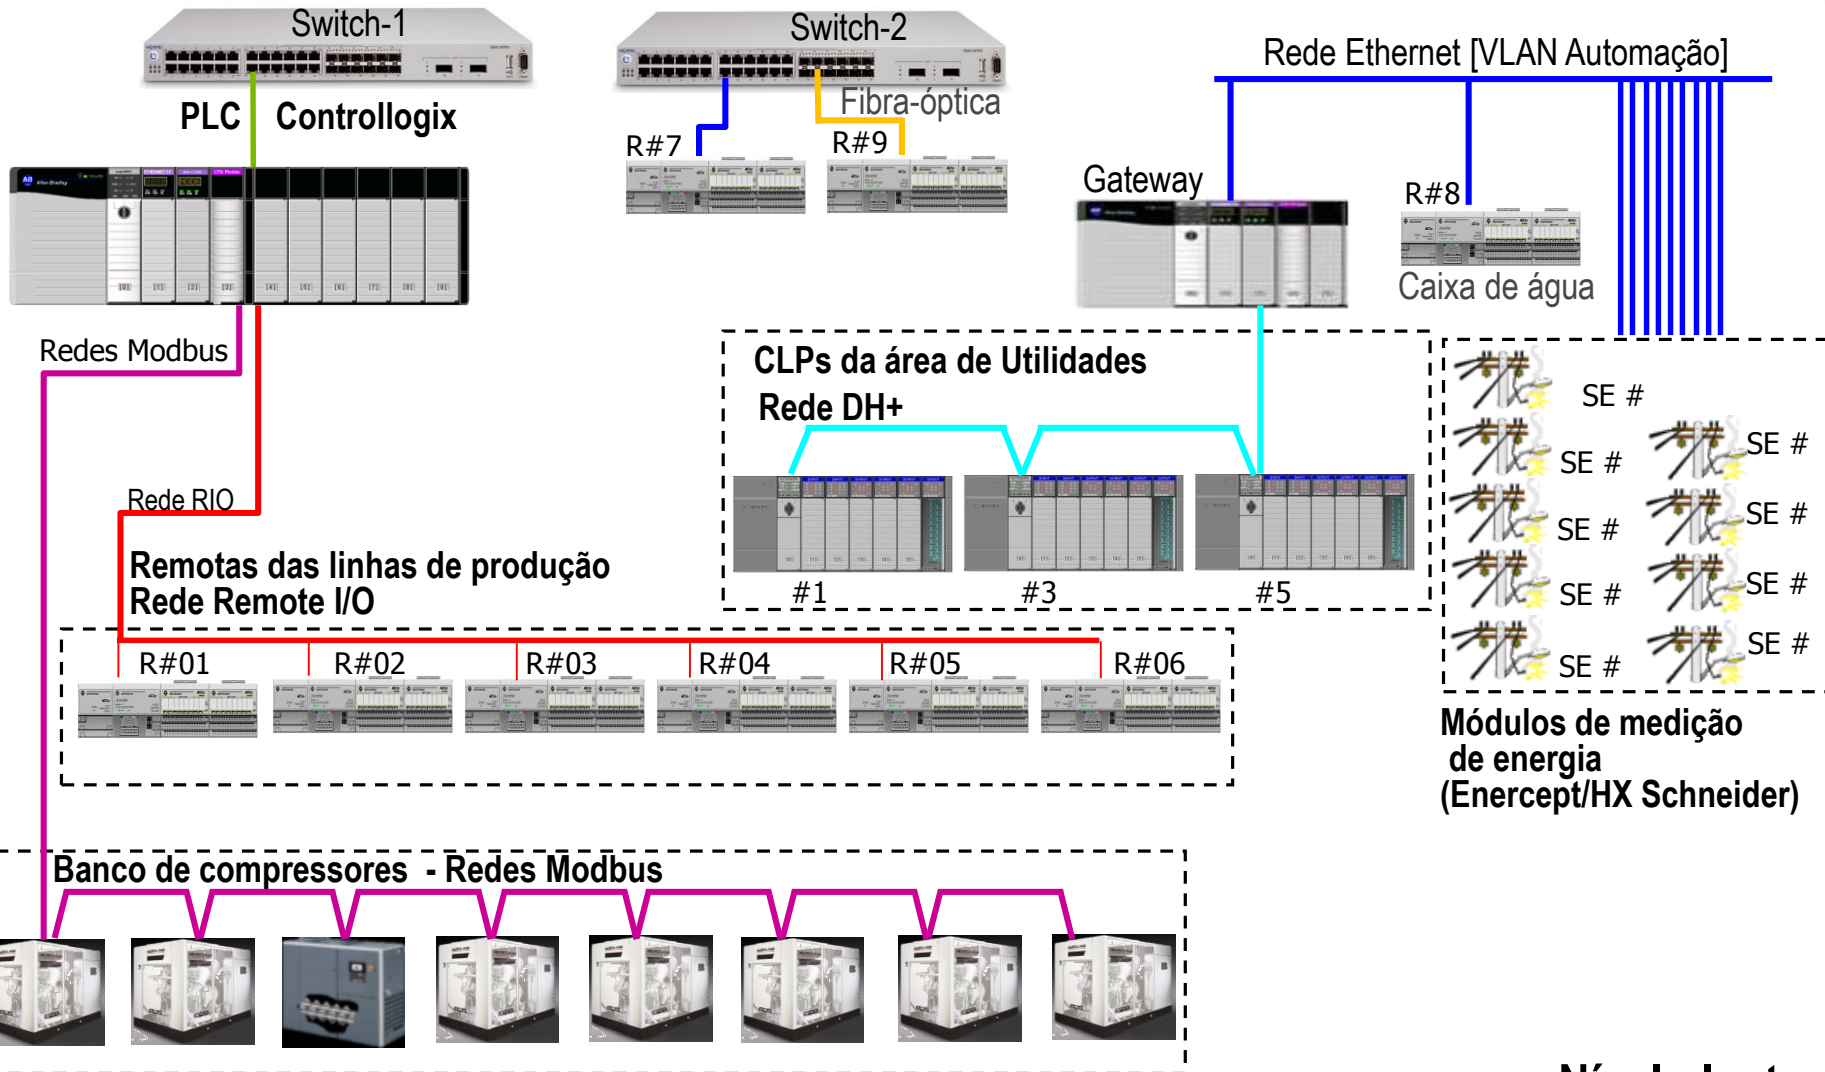 Switch-1
Switch-2
Rede Ethernet [VLAN Automação]
PLC Controllogix
Fibra-óptica
R#7
R#9
Gateway
R#8
Caixa de água
Redes Modbus
CLPs da área de Utilidades
Rede DH+
SE #
SE #
SE #
SE #
SE #
SE #
SE #
SE #
SE #
Rede RIO
Remotas das linhas de produção
Rede Remote I/O
#1
#3
#5
R#01
R#02
R#03
R#04
R#05
R#06
Módulos de medição
de energia
(Enercept/HX Schneider)
Banco de compressores - Redes Modbus